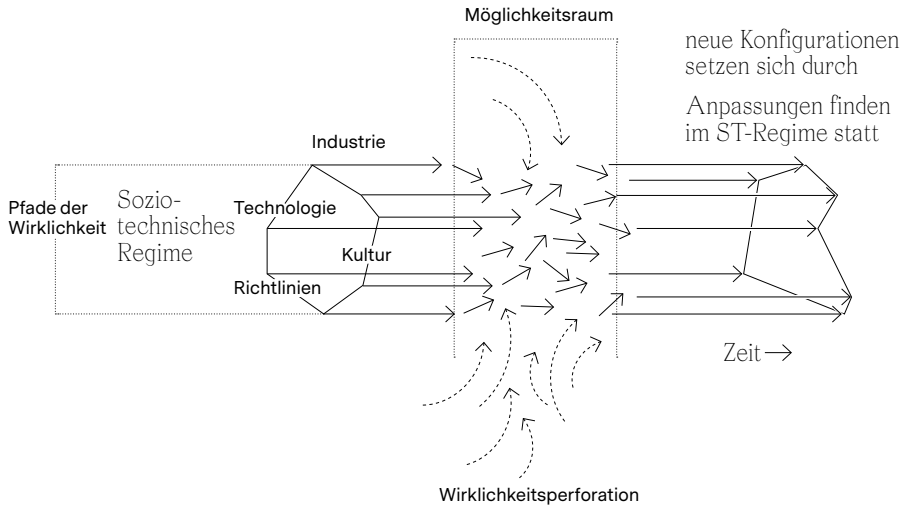 Möglichkeitsraum
neue Konfigurationen
setzen sich durch
Anpassungen finden
im ST-Regime statt
Industrie
Pfade der
Wirklichkeit
Sozio-
technisches
Regime
Technologie
Kultur
Richtlinien
Zeit
Wirklichkeitsperforation